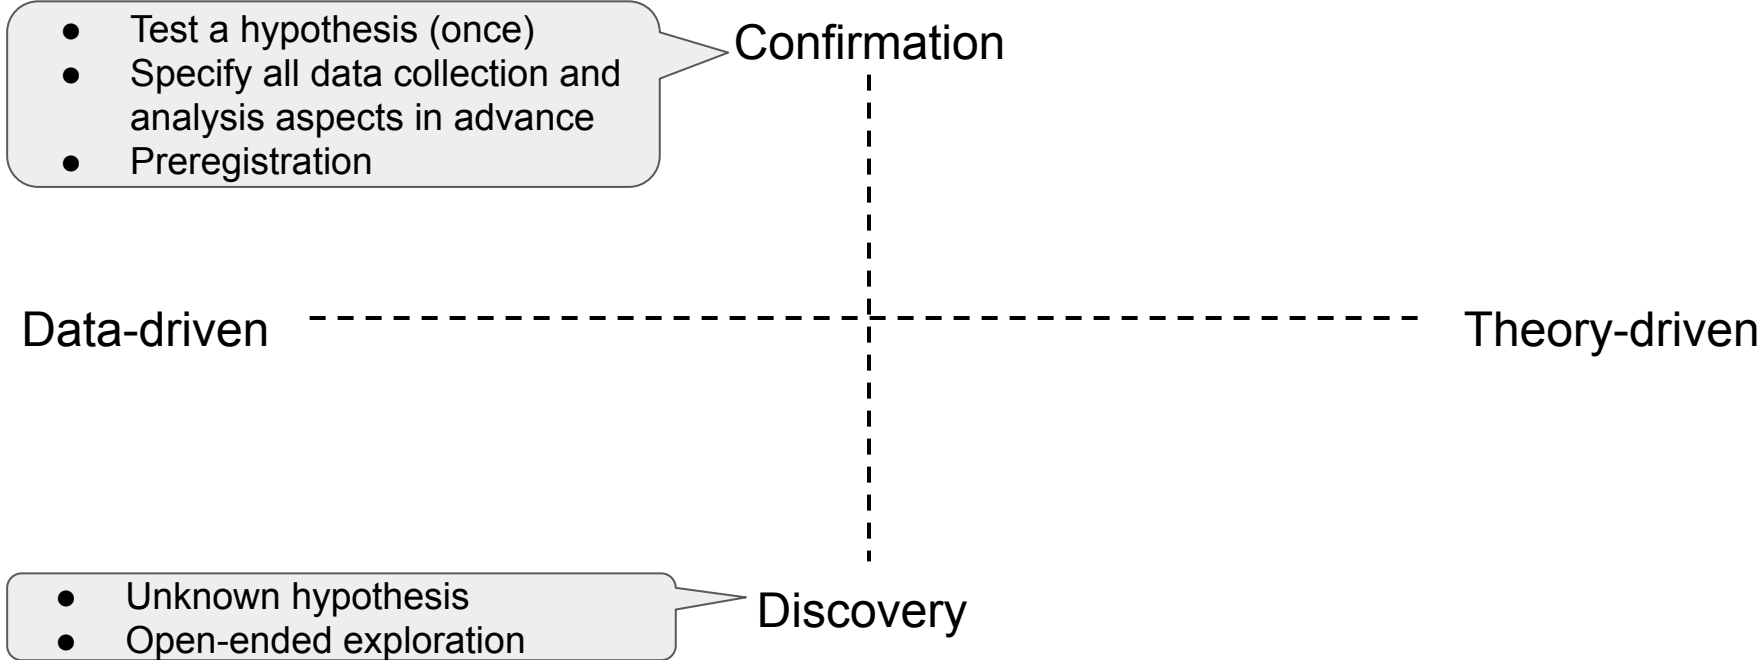 ● Test a hypothesis (once)
● Specify all data collection and
analysis aspects in advance
● Preregistration
Confirmation
Data-driven
Theory-driven
● Unknown hypothesis
● Open-ended exploration
Discovery